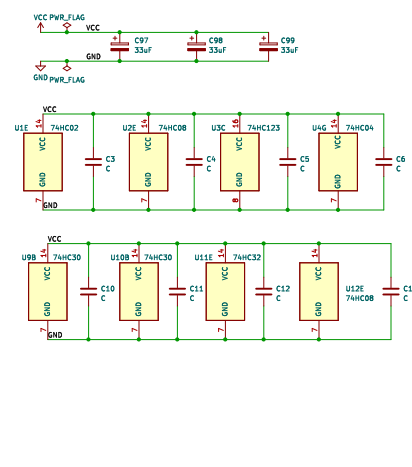 VCC PWR_FLAG
VCC
C97 C98 C99
33uF 33uF 33uF
GND
GND PWR_FLAG
VCC
U1E 14 74HC02 U2E 14 74HC08 U3C 16 74HC123 U4G 14 74HC04
VCC VCC VCC VCC
C3 C4 C5 C6
C C C C
GND GND GND GND
7 7 8 7
GND
VCC
U9B 14 74HC30 U10B 14 74HC30 U11E 14 74HC32 14
VCC VCC VCC VCC
C10 C11 C12 U12E C1
C C C 74HC08 C
GND GND GND GND
7 7 7 7
GND